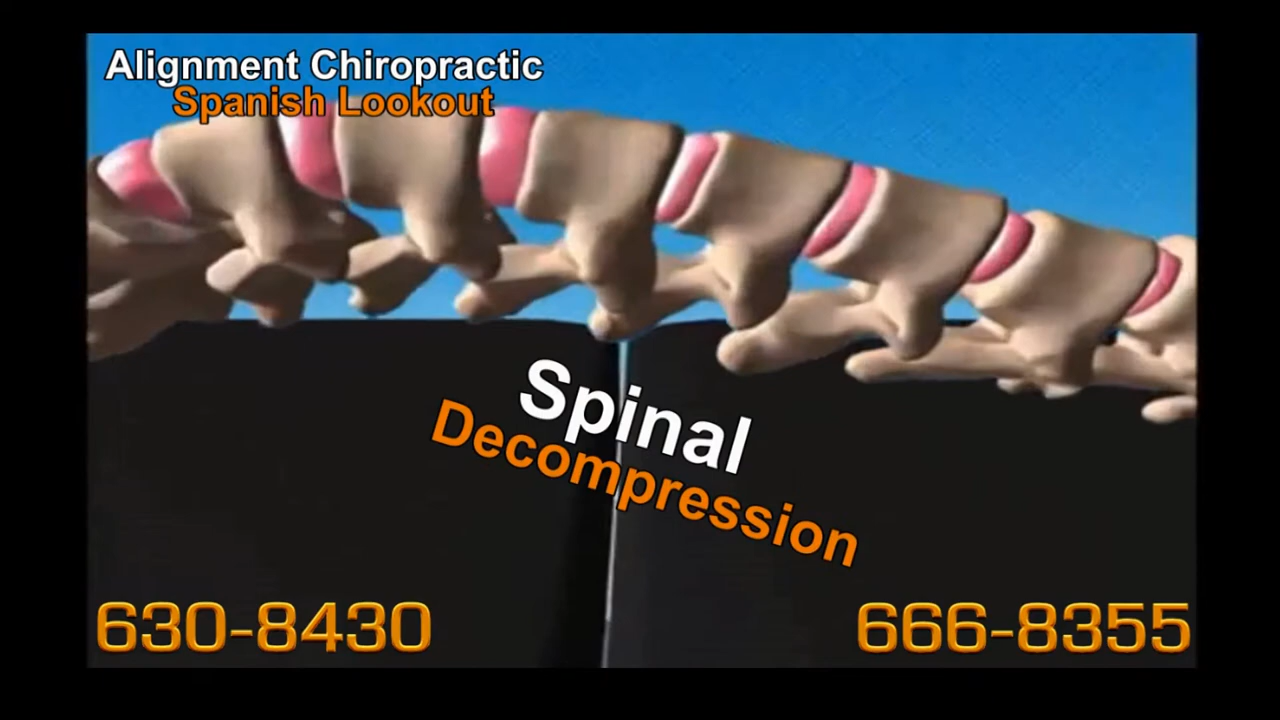 Alignment Chiropractic
Spanish Lookout
Spinal
Decompression
630-8430
666-8355